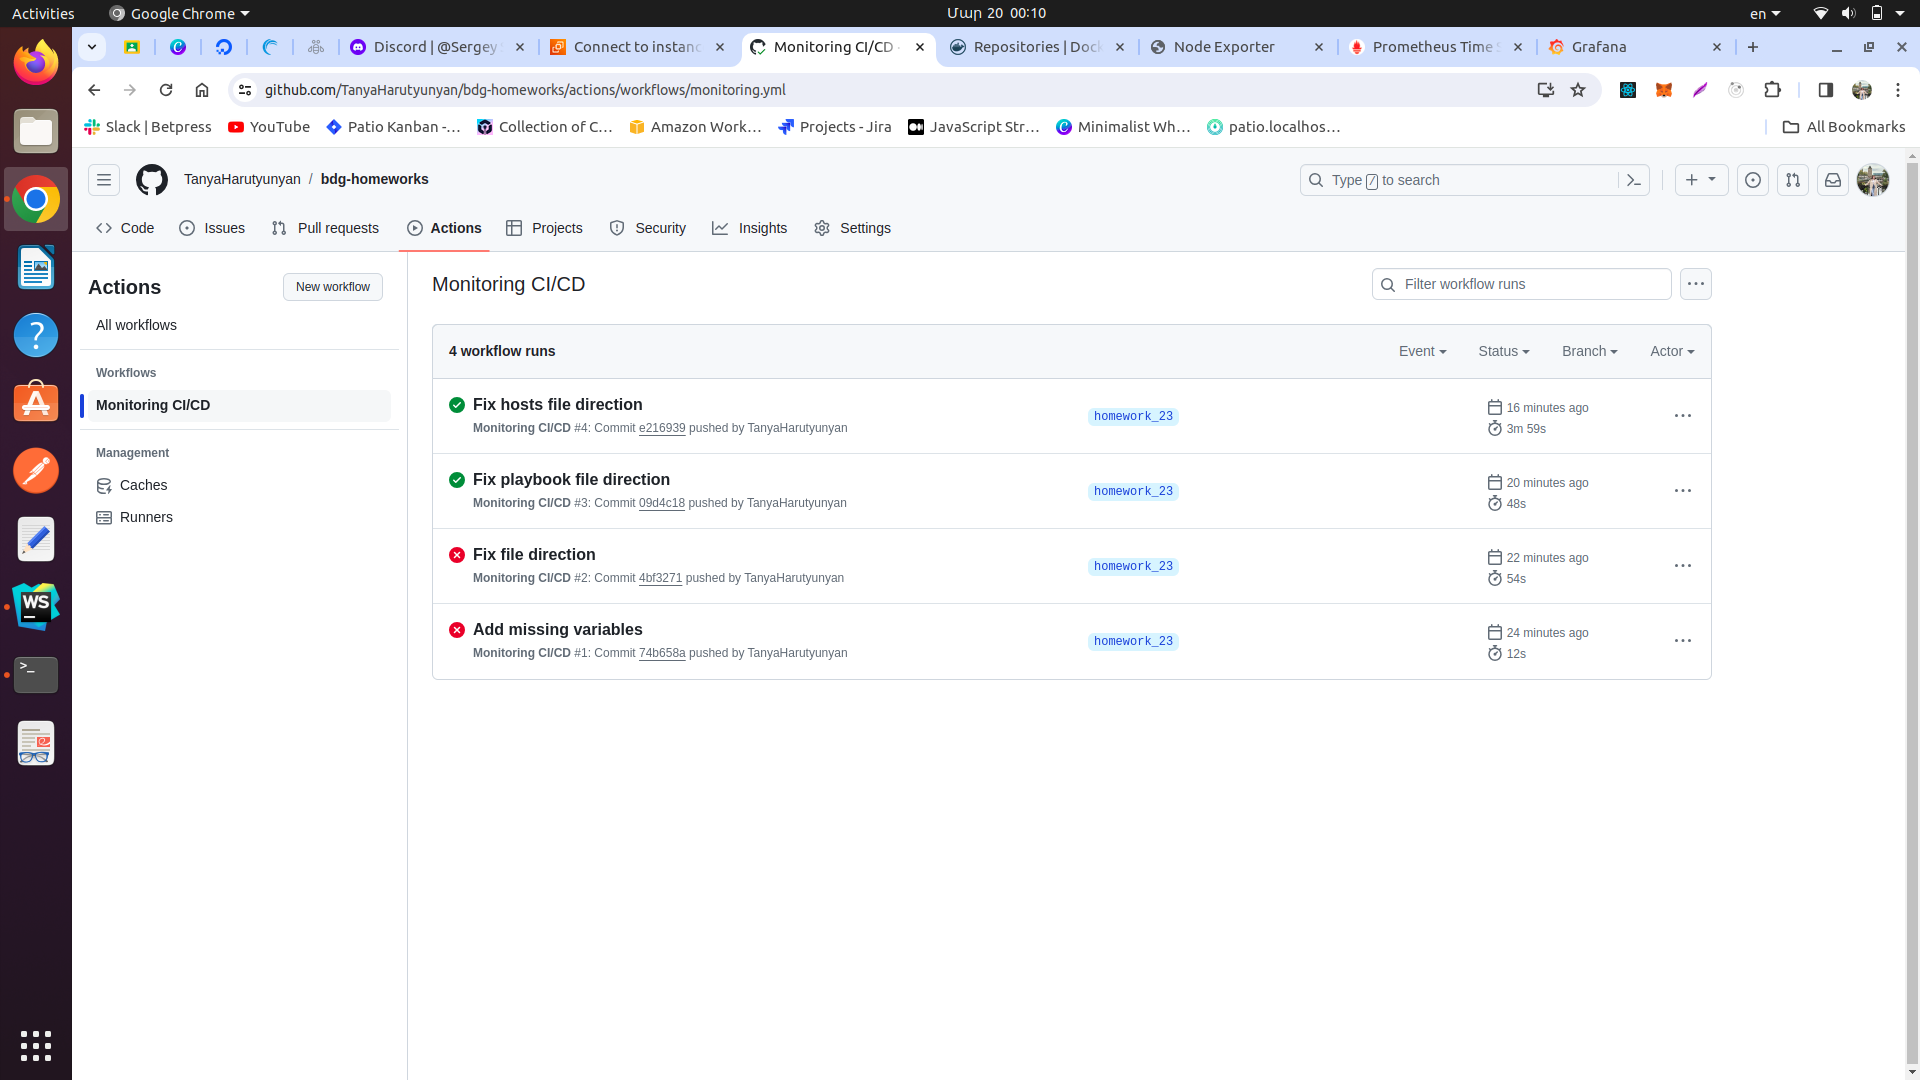 Activities Google Chrome Մար 20 00:10 en
Discord | @Sergey Connect to instanc Monitoring CI/CD Repositories | Dock Node Exporter Prometheus Time S Grafana
github.com/TanyaHarutyunyan/bdg-homeworks/actions/workflows/monitoring.yml
Slack | Betpress YouTube Patio Kanban -... Collection of C... Amazon Work... Projects - Jira JavaScript Str... Minimalist Wh... patio.localhos... All Bookmarks
TanyaHarutyunyan / bdg-homeworks Type / to search
Code Issues Pull requests Actions Projects Security Insights Settings
Actions New workflow
All workflows
Workflows
Monitoring CI/CD
Management
Caches
Runners
Monitoring CI/CD Filter workflow runs
4 workflow runs Event Status Branch Actor
Fix hosts file direction
Monitoring CI/CD #4: Commit e216939 pushed by TanyaHarutyunyan
homework_23
16 minutes ago
3m 59s
Fix playbook file direction
Monitoring CI/CD #3: Commit 09d4c18 pushed by TanyaHarutyunyan
homework_23
20 minutes ago
48s
Fix file direction
Monitoring CI/CD #2: Commit 4bf3271 pushed by TanyaHarutyunyan
homework_23
22 minutes ago
54s
Add missing variables
Monitoring CI/CD #1: Commit 74b658a pushed by TanyaHarutyunyan
homework_23
24 minutes ago
12s
WS